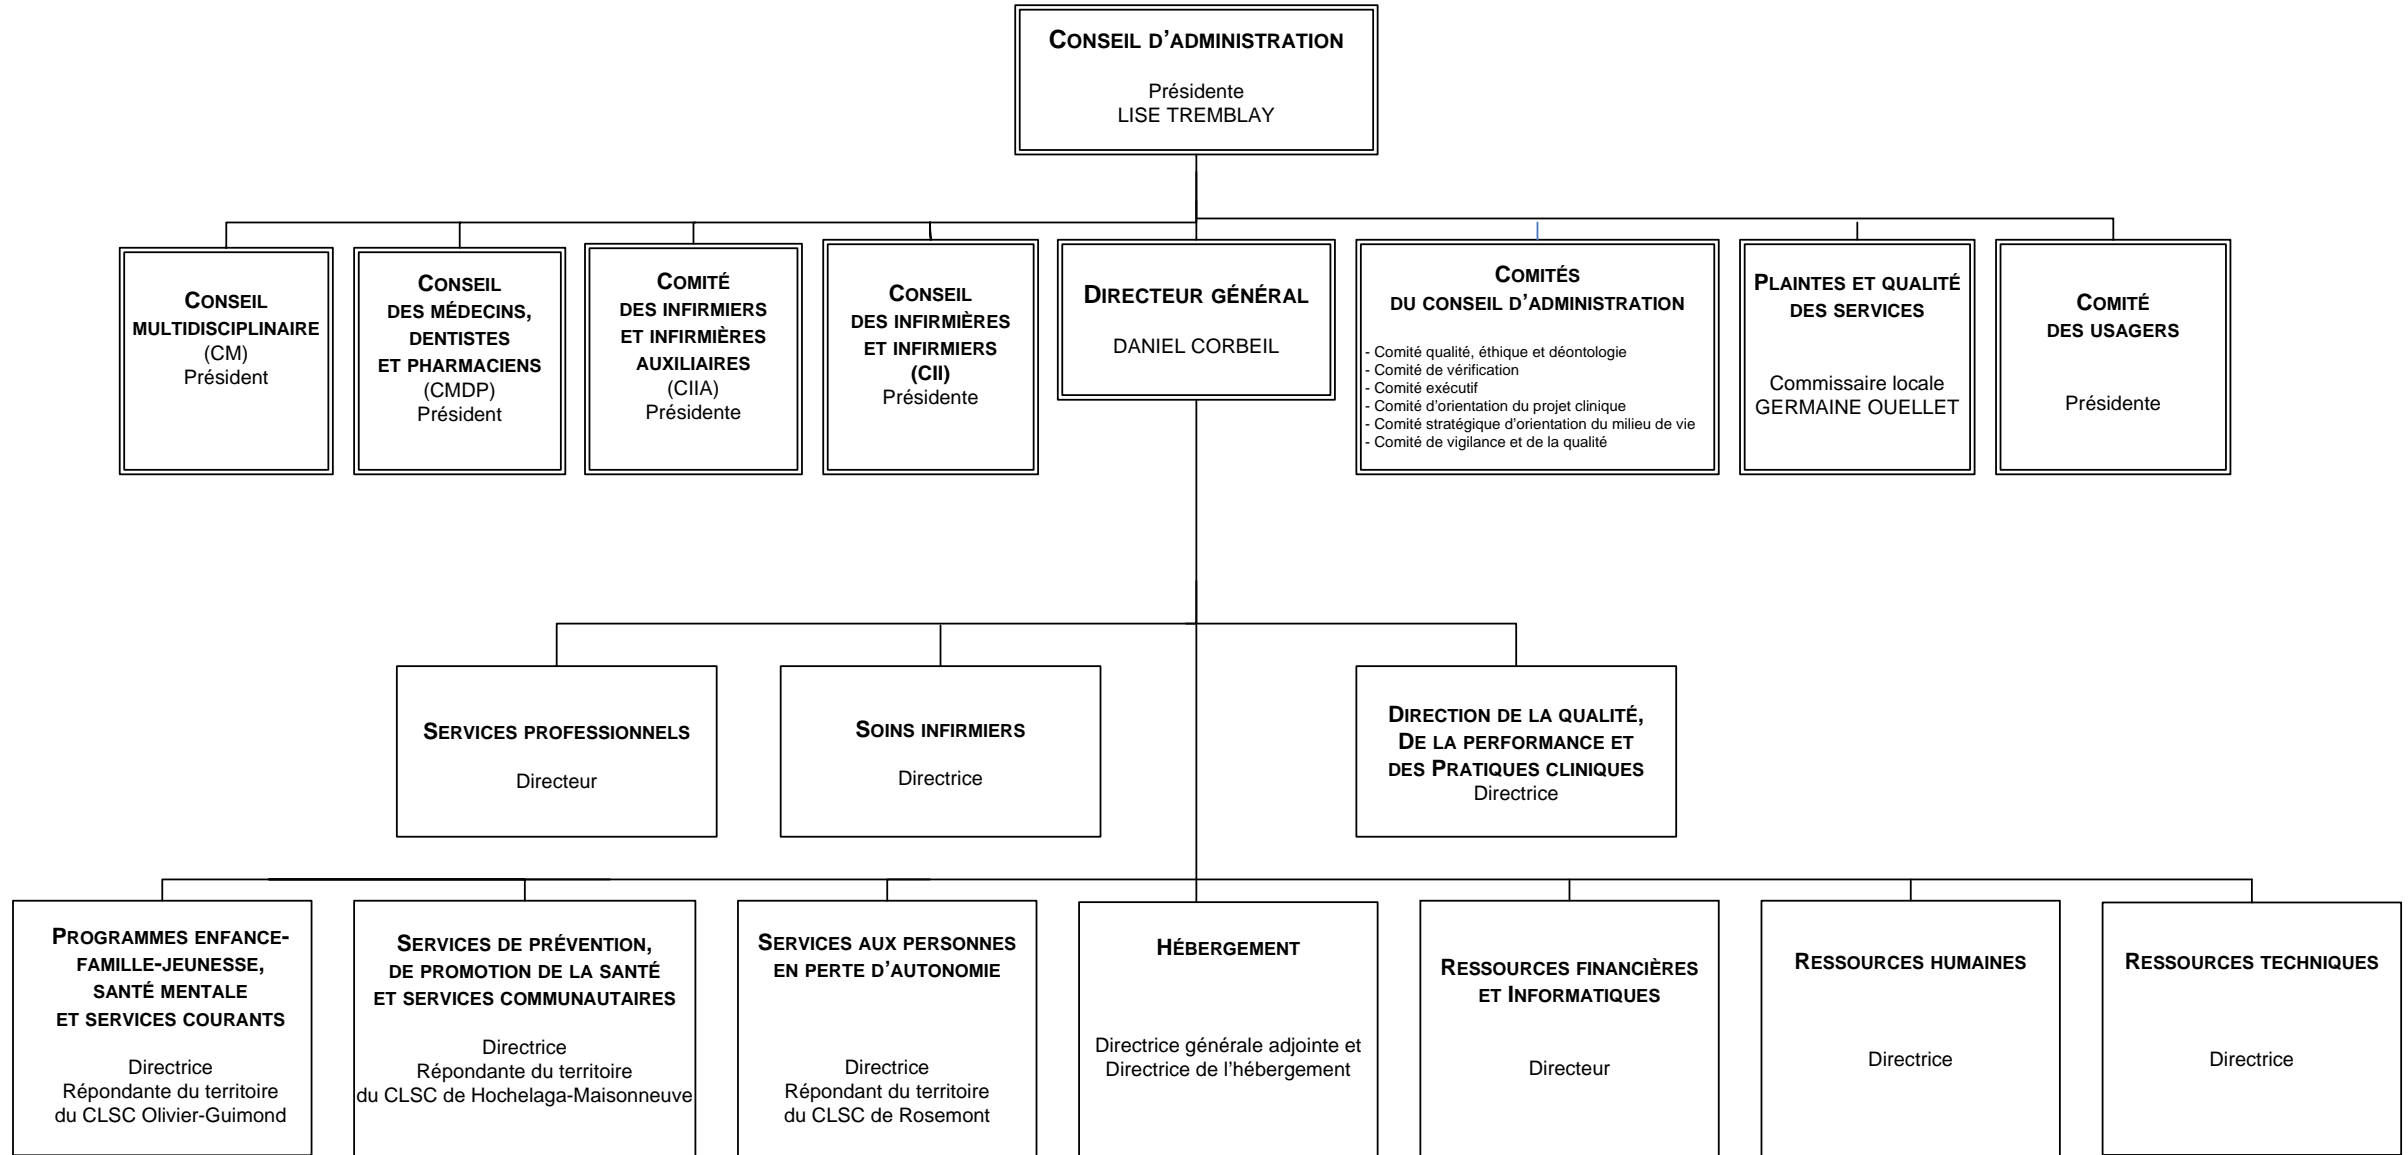 CONSEIL D'ADMINISTRATION
Présidente
LISE TREMBLAY
CONSEIL
MULTIDISCIPLINAIRE
(CM)
Président
CONSEIL
DES MÉDECINS,
DENTISTES
ET PHARMACIENS
(CMDP)
Président
COMITÉ
DES INFIRMIERS
ET INFIRMIÈRES
AUXILIAIRES
(CIIA)
Présidente
CONSEIL
DES INFIRMIÈRES
ET INFIRMIERS
(CII)
Présidente
DIRECTEUR GÉNÉRAL
DANIEL CORBEIL
COMITÉS
DU CONSEIL D'ADMINISTRATION
- Comité qualité, éthique et déontologie
- Comité de vérification
- Comité exécutif
- Comité d'orientation du projet clinique
- Comité stratégique d'orientation du milieu de vie
- Comité de vigilance et de la qualité
PLAINTES ET QUALITÉ
DES SERVICES
Commissaire locale
GERMAINE OUELLET
COMITÉ
DES USAGERS
Présidente
SERVICES PROFESSIONNELS
Directeur
SOINS INFIRMIERS
Directrice
DIRECTION DE LA QUALITÉ,
DE LA PERFORMANCE ET
DES PRATIQUES CLINIQUES
Directrice
PROGRAMMES ENFANCE-
FAMILLE-JEUNESSE,
SANTÉ MENTALE
ET SERVICES COURANTS
Directrice
Répondante du territoire
du CLSC Olivier-Guimond
SERVICES DE PRÉVENTION,
DE PROMOTION DE LA SANTÉ
ET SERVICES COMMUNAUTAIRES
Directrice
Répondante du territoire
du CLSC de Hochelaga-Maisonneuve
SERVICES AUX PERSONNES
EN PERTE D'AUTONOMIE
Directrice
Répondant du territoire
du CLSC de Rosemont
HÉBERGEMENT
Directrice générale adjointe et
Directrice de l'hébergement
RESSOURCES FINANCIÈRES
ET INFORMATIQUES
Directeur
RESSOURCES HUMAINES
Directrice
RESSOURCES TECHNIQUES
Directrice